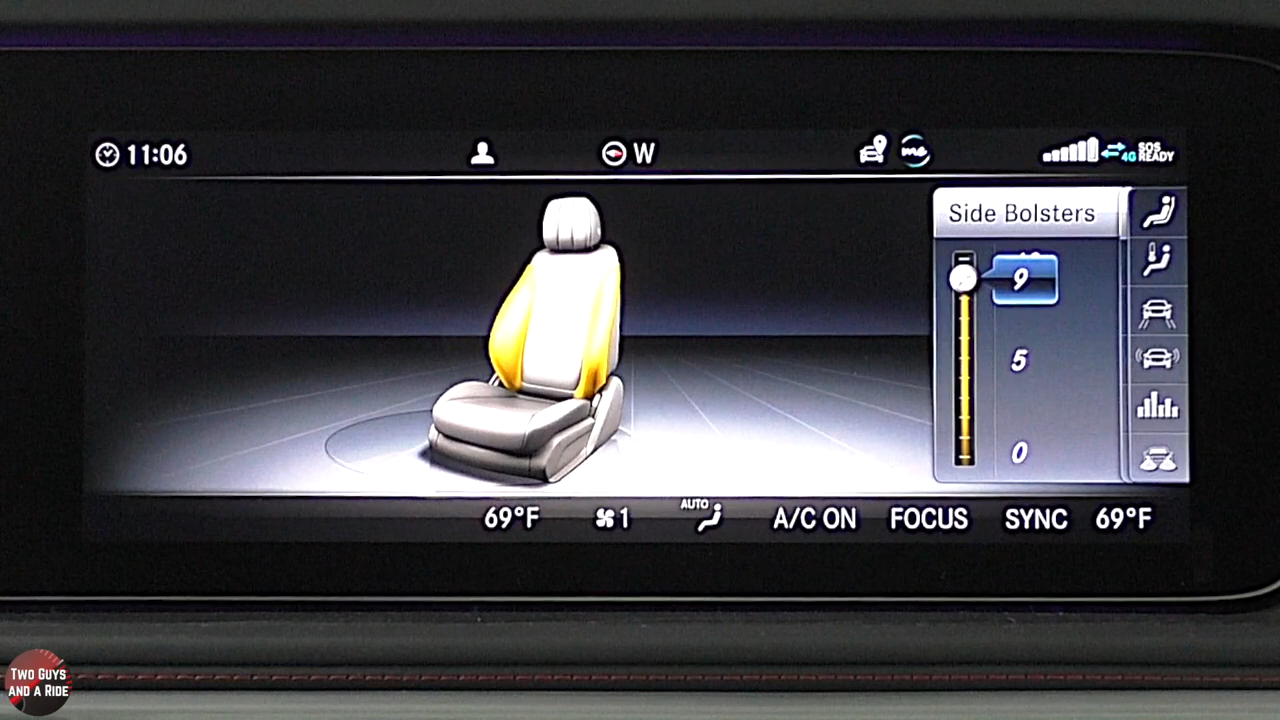 11:06
W
me
4G
SOS
READY
Side Bolsters
9
5
0
69°F
1
AUTO
A/C ON
FOCUS
SYNC
69°F
TWO GUYS
AND A RIDE